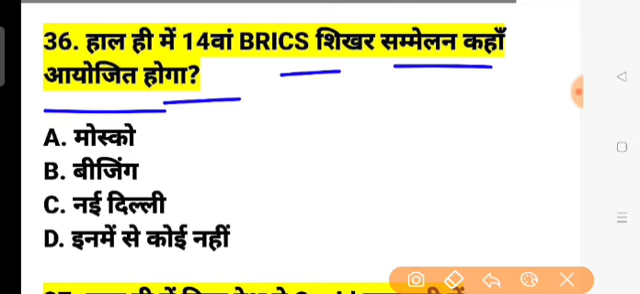 36. हाल ही में 14वां BRICS शिखर सम्मेलन कहाँ
आयोजित होगा?
A. मोस्को
B. बीजिंग
C. नई दिल्ली
D. इनमें से कोई नहीं